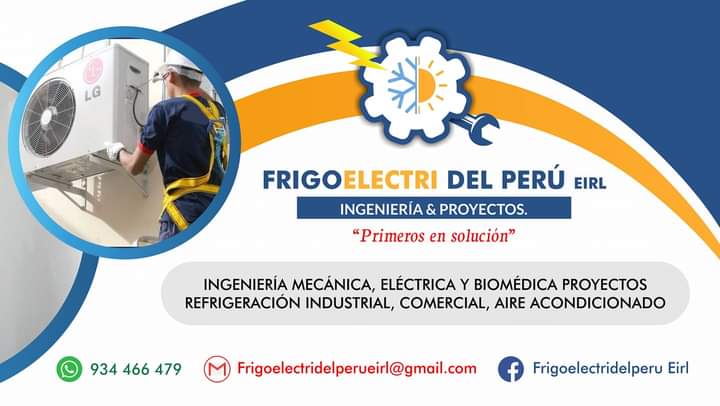 LG
FRIGOELECTRI DEL PERÚ EIRL
INGENIERÍA & PROYECTOS.
“Primeros en solución”
INGENIERÍA MECÁNICA, ELÉCTRICA Y BIOMÉDICA PROYECTOS
REFRIGERACIÓN INDUSTRIAL, COMERCIAL, AIRE ACONDICIONADO
934 466 479
Frigoelectridelperueirl@gmail.com
Frigoelectridelperu Eirl